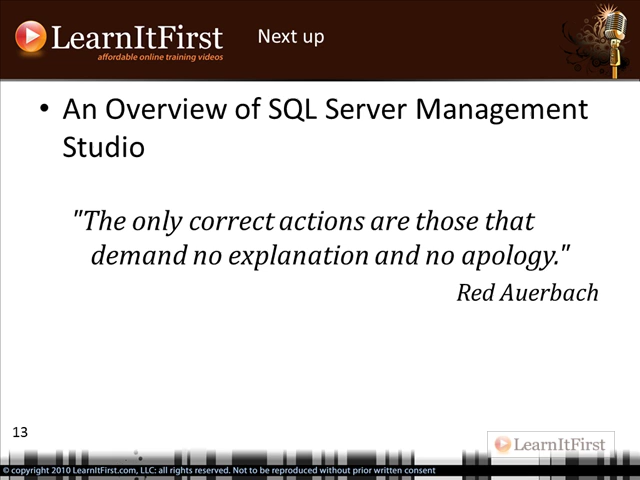 LearnItFirst
affordable online training videos
Next up
• An Overview of SQL Server Management
Studio
"The only correct actions are those that
demand no explanation and no apology."
Red Auerbach
13
LearnItFirst
© copyright 2010 LearnItFirst.com, LLC: all rights reserved. Not to be reproduced without prior written consent